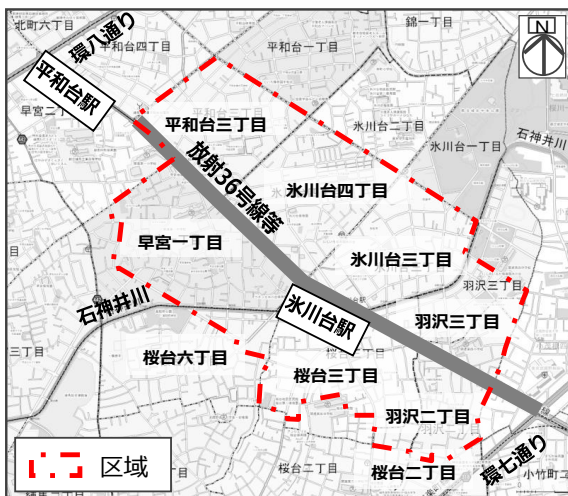 北町六丁目
環八通り
平和台四丁目
平和台一丁目
錦一丁目
N
平和台駅
早宮二
平和台三丁目
氷川台二丁目
氷川台一丁目
石神井川
放射36号線等
氷川台四丁目
早宮一丁目
氷川台三丁目
羽沢三丁目
石神井川
氷川台駅
羽沢三丁目
三丁目
桜台六丁目
桜台三丁目
羽沢二丁目
羽沢二丁目
桜台二丁目
桜台二丁目
環七通り
小竹町二
区域